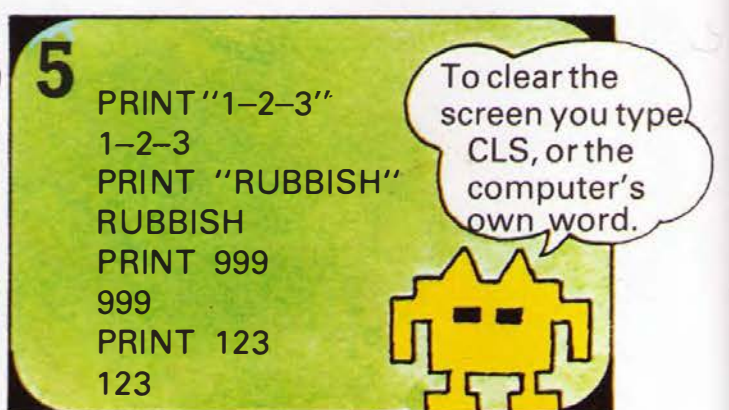 5
PRINT "1–2–3"
1–2–3
PRINT "RUBBISH"
RUBBISH
PRINT 999
999
PRINT 123
123
To clear the
screen you type
CLS, or the
computer's
own word.